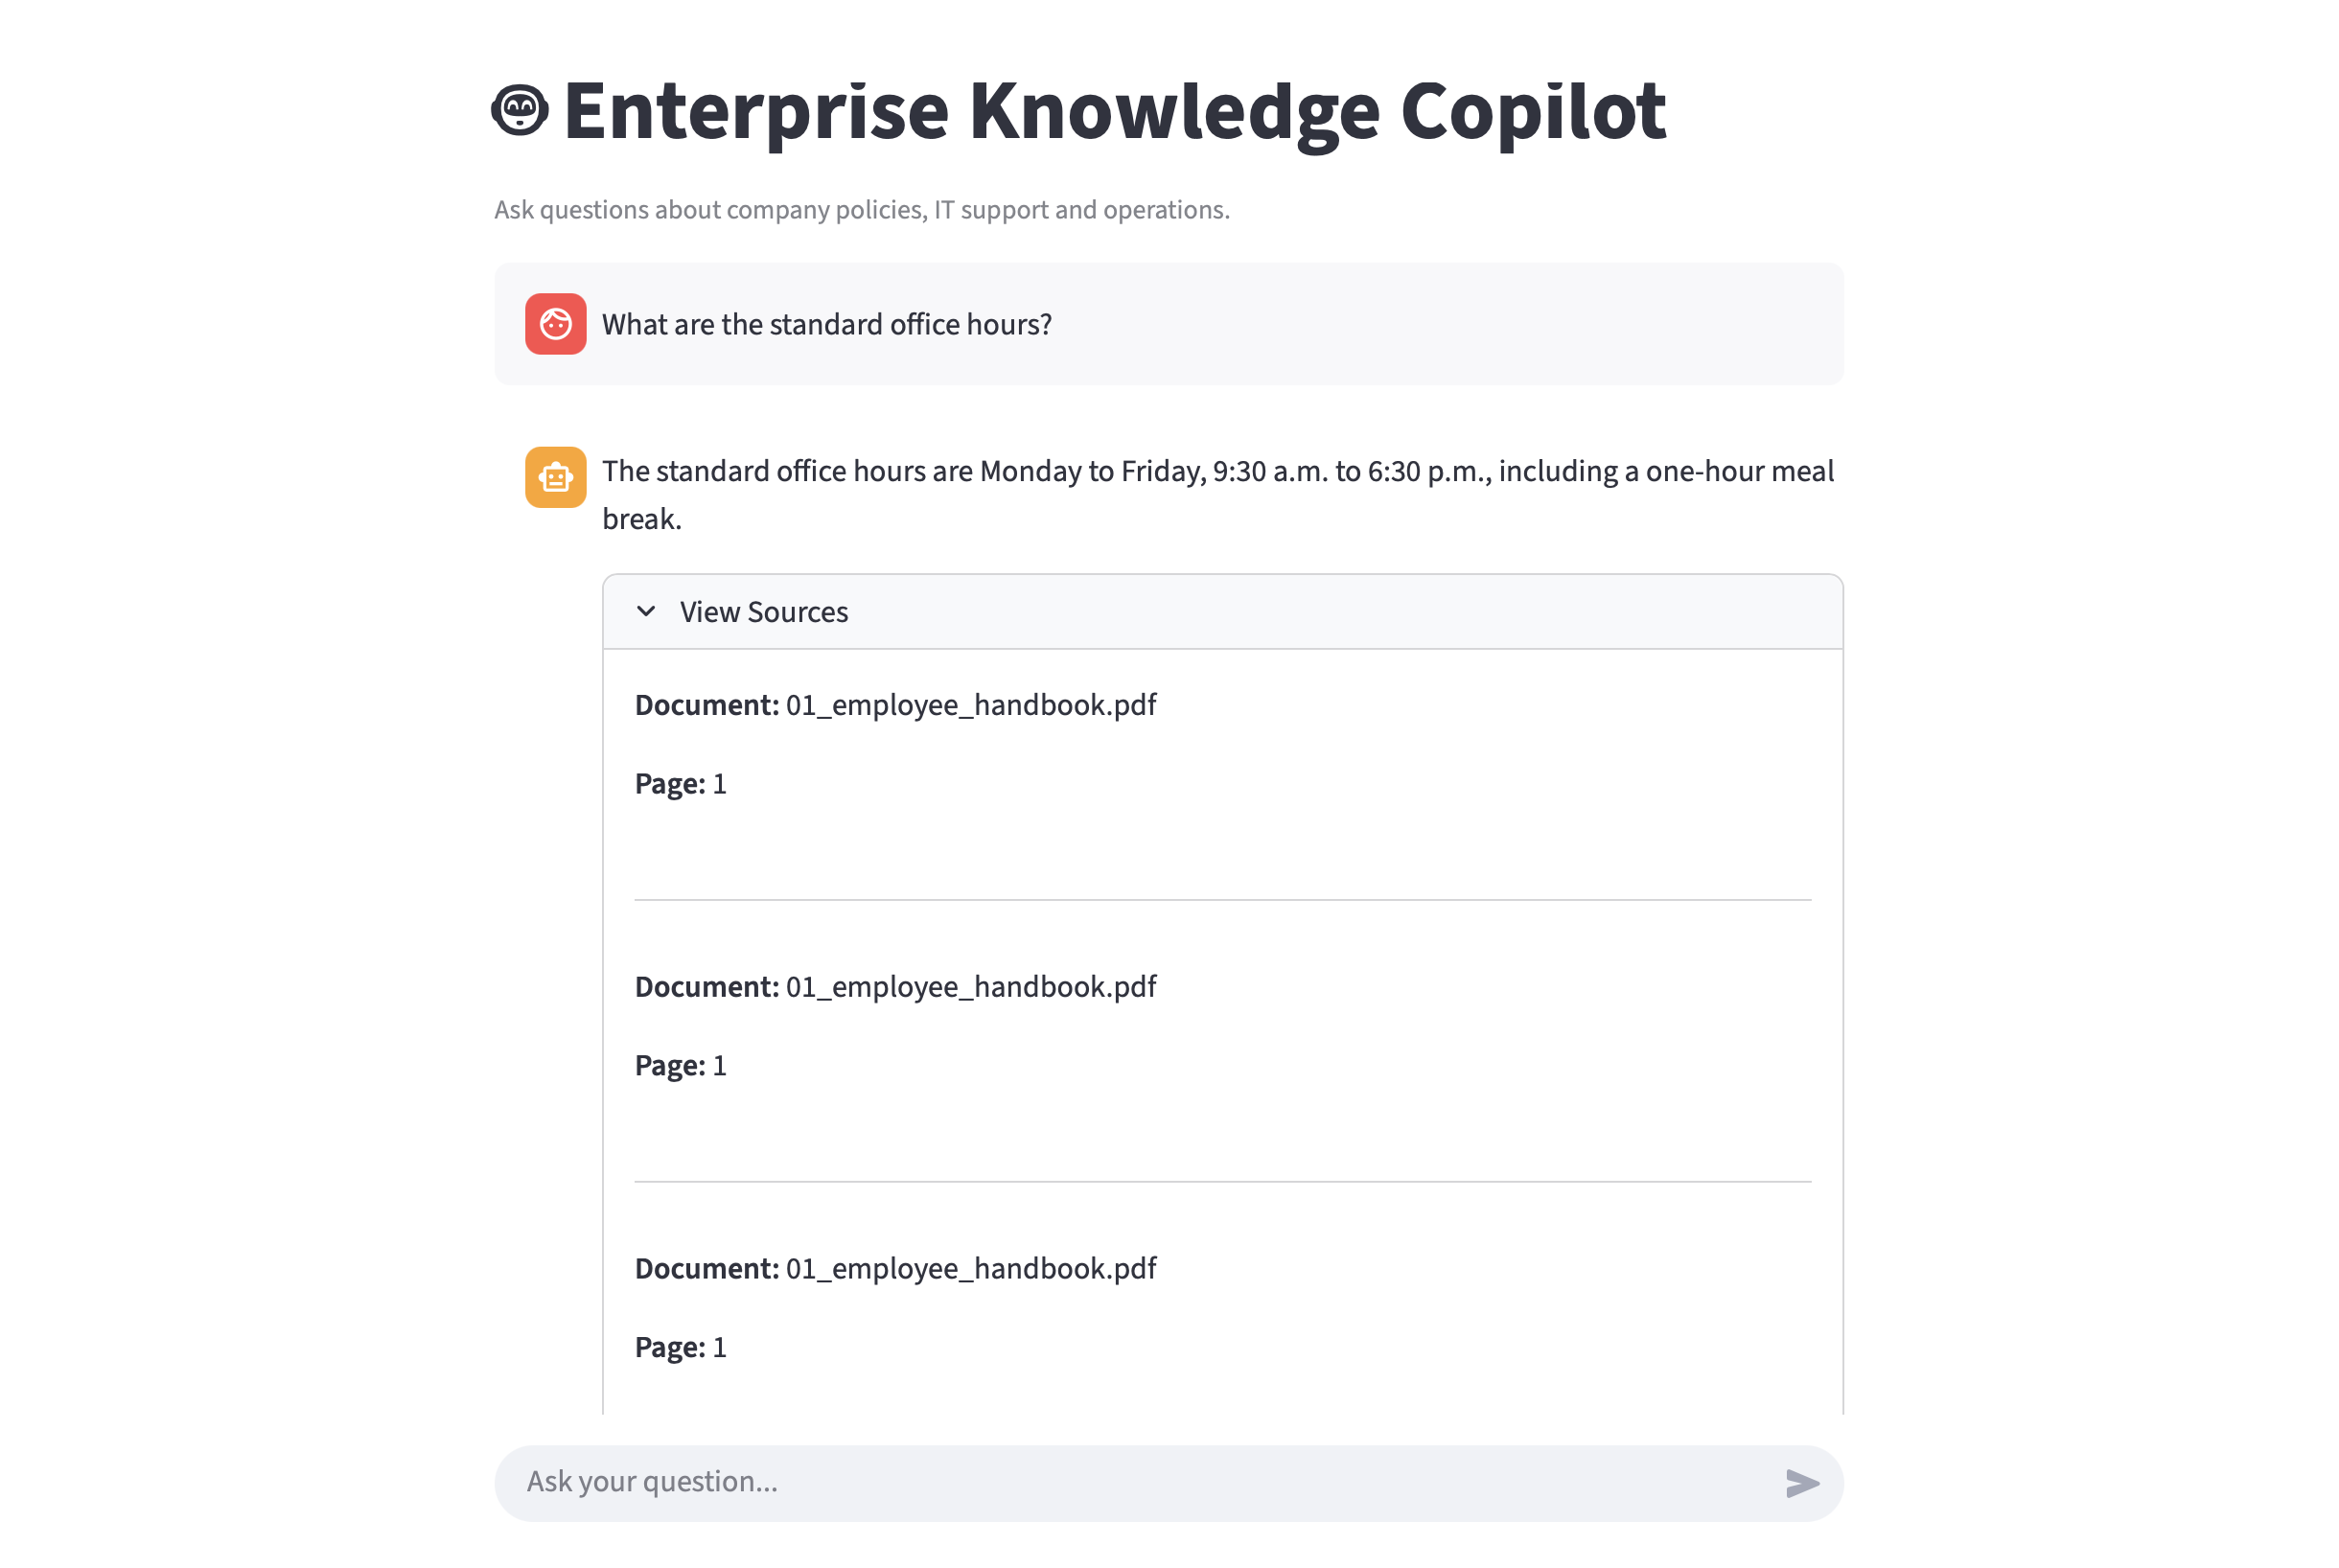 Enterprise Knowledge Copilot
Ask questions about company policies, IT support and operations.
What are the standard office hours?
The standard office hours are Monday to Friday, 9:30 a.m. to 6:30 p.m., including a one-hour meal
break.
View Sources
Document: 01_employee_handbook.pdf
Page: 1
Document: 01_employee_handbook.pdf
Page: 1
Document: 01_employee_handbook.pdf
Page: 1
Ask your question...